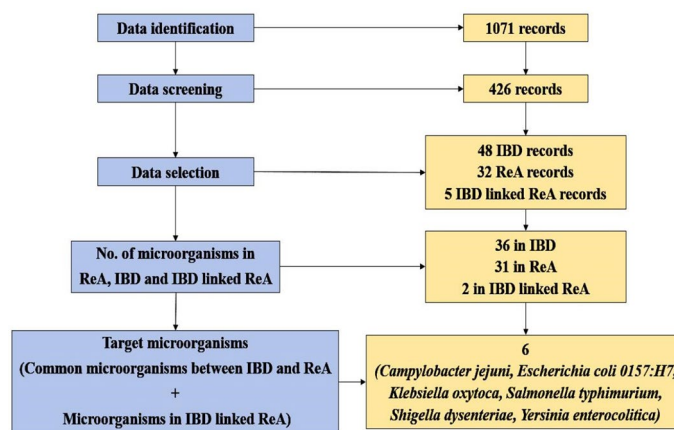 Data identification
1071 records
Data screening
426 records
Data selection
48 IBD records
32 ReA records
5 IBD linked ReA records
No. of microorganisms in
ReA, IBD and IBD linked ReA
36 in IBD
31 in ReA
2 in IBD linked ReA
Target microorganisms
(Common microorganisms between IBD and ReA
+
Microorganisms in IBD linked ReA)
6
(Campylobacter jejuni, Escherichia coli 0157:H7,
Klebsiella oxytoca, Salmonella typhimurium,
Shigella dysenteriae, Yersinia enterocolitica)